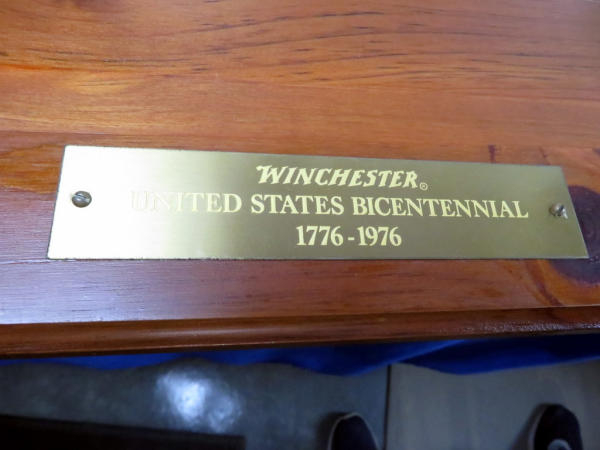 WINCHESTER®
UNITED STATES BICENTENNIAL
1776-1976